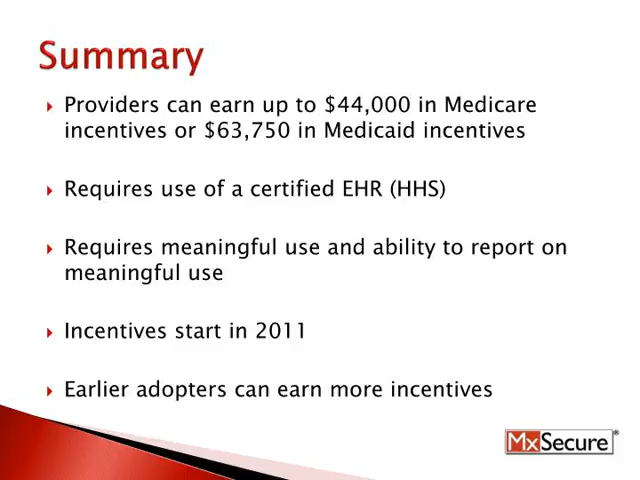 Summary
Providers can earn up to $44,000 in Medicare
incentives or $63,750 in Medicaid incentives
Requires use of a certified EHR (HHS)
Requires meaningful use and ability to report on
meaningful use
Incentives start in 2011
Earlier adopters can earn more incentives
MxSecure®